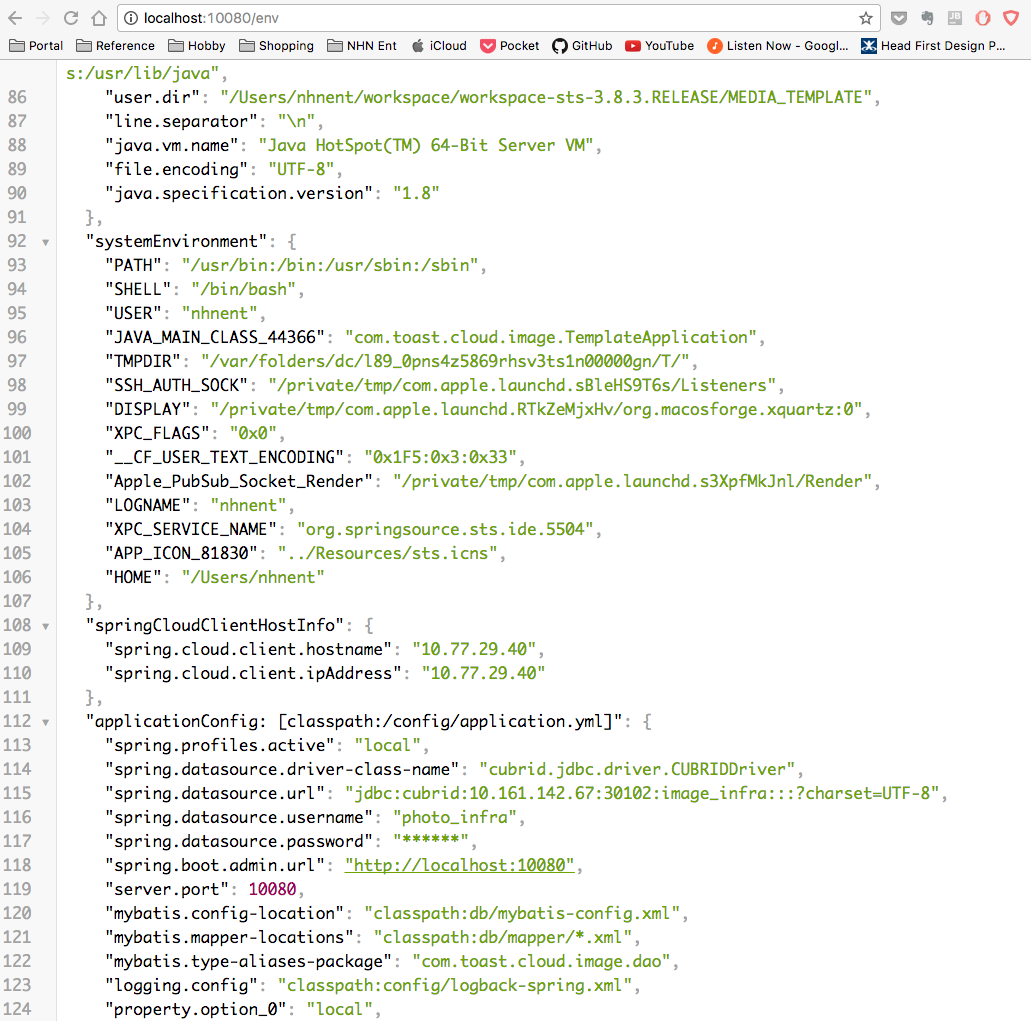 localhost:10080/env
Portal Reference Hobby Shopping NHN Ent iCloud Pocket GitHub YouTube Listen Now - Googl... Head First Design P...
s:/usr/lib/java",
86 "user.dir": "/Users/nhnent/workspace/workspace-sts-3.8.3.RELEASE/MEDIA_TEMPLATE",
87 "line.separator": "\n",
88 "java.vm.name": "Java HotSpot(TM) 64-Bit Server VM",
89 "file.encoding": "UTF-8",
90 "java.specification.version": "1.8"
91 },
92 "systemEnvironment": {
93 "PATH": "/usr/bin:/bin:/usr/sbin:/sbin",
94 "SHELL": "/bin/bash",
95 "USER": "nhnent",
96 "JAVA_MAIN_CLASS_44366": "com.toast.cloud.image.TemplateApplication",
97 "TMPDIR": "/var/folders/dc/l89_0pns4z5869rhsv3ts1n00000gn/T/",
98 "SSH_AUTH_SOCK": "/private/tmp/com.apple.launchd.sBleHS9T6s/Listeners",
99 "DISPLAY": "/private/tmp/com.apple.launchd.RTkZeMjxHv/org.macosforge.xquartz:0",
100 "XPC_FLAGS": "0x0",
101 "__CF_USER_TEXT_ENCODING": "0x1F5:0x3:0x33",
102 "Apple_PubSub_Socket_Render": "/private/tmp/com.apple.launchd.s3XpfMkJnl/Render",
103 "LOGNAME": "nhnent",
104 "XPC_SERVICE_NAME": "org.springsource.sts.ide.5504",
105 "APP_ICON_81830": "../Resources/sts.icns",
106 "HOME": "/Users/nhnent"
107 },
108 "springCloudClientHostInfo": {
109 "spring.cloud.client.hostname": "10.77.29.40",
110 "spring.cloud.client.ipAddress": "10.77.29.40"
111 },
112 "applicationConfig: [classpath:/config/application.yml]": {
113 "spring.profiles.active": "local",
114 "spring.datasource.driver-class-name": "cubrid.jdbc.driver.CUBRIDDriver",
115 "spring.datasource.url": "jdbc:cubrid:10.161.142.67:30102:image_infra:::?charset=UTF-8",
116 "spring.datasource.username": "photo_infra",
117 "spring.datasource.password": "******",
118 "spring.boot.admin.url": "http://localhost:10080",
119 "server.port": 10080,
120 "mybatis.config-location": "classpath:db/mybatis-config.xml",
121 "mybatis.mapper-locations": "classpath:db/mapper/*.xml",
122 "mybatis.type-aliases-package": "com.toast.cloud.image.dao",
123 "logging.config": "classpath:config/logback-spring.xml",
124 "property.option_0": "local",